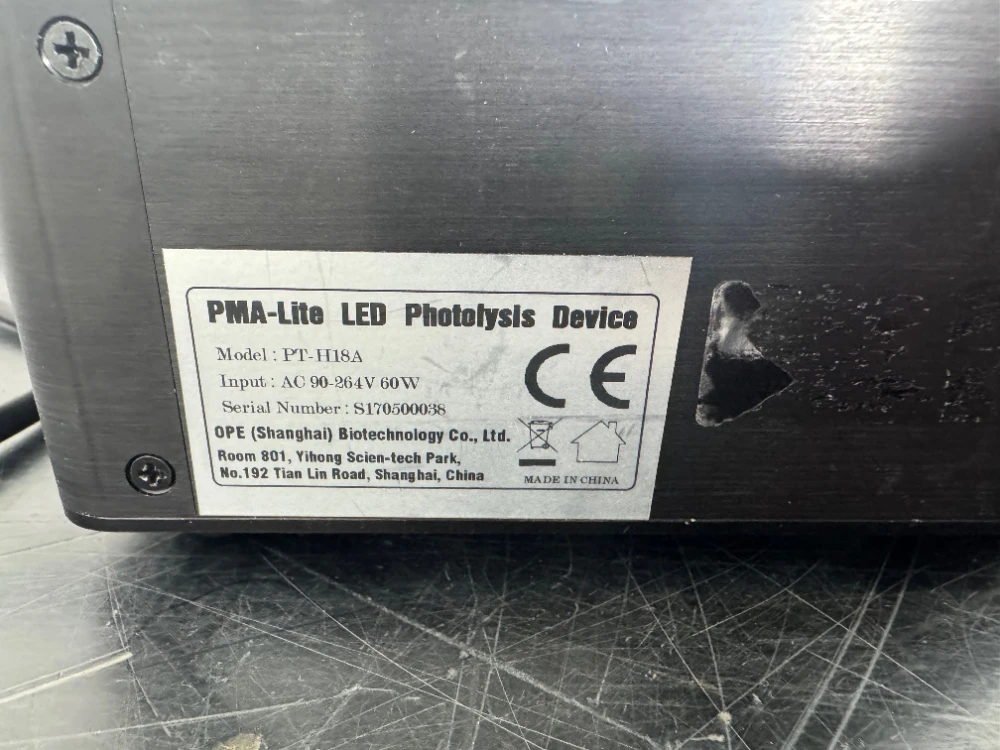 PMA-Lite LED Photolysis Device
Model : PT-H18A
Input : AC 90-264V 60W
Serial Number : S170500038
CE
OPE (Shanghai) Biotechnology Co., Ltd.
Room 801, Yihong Scien-tech Park,
No.192 Tian Lin Road, Shanghai, China
MADE IN CHINA